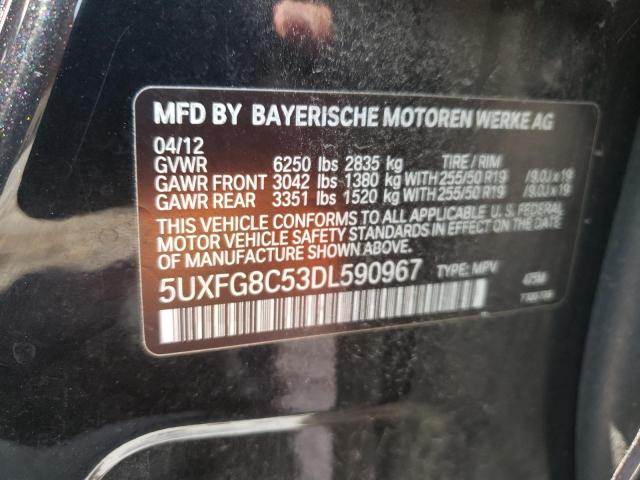 MFD BY BAYERISCHE MOTOREN WERKE AG
04/12
GVWR 6250 lbs 2835 kg TIRE / RIM
GAWR FRONT 3042 lbs 1380 kg WITH 255/50 R19 /9.0J x 19
GAWR REAR 3351 lbs 1520 kg WITH 255/50 R19 /9.0J x 19
THIS VEHICLE CONFORMS TO ALL APPLICABLE U. S. FEDERAL
MOTOR VEHICLE SAFETY STANDARDS IN EFFECT ON THE DATE
OF MANUFACTURE SHOWN ABOVE.
5UXFG8C53DL590967 TYPE: MPV